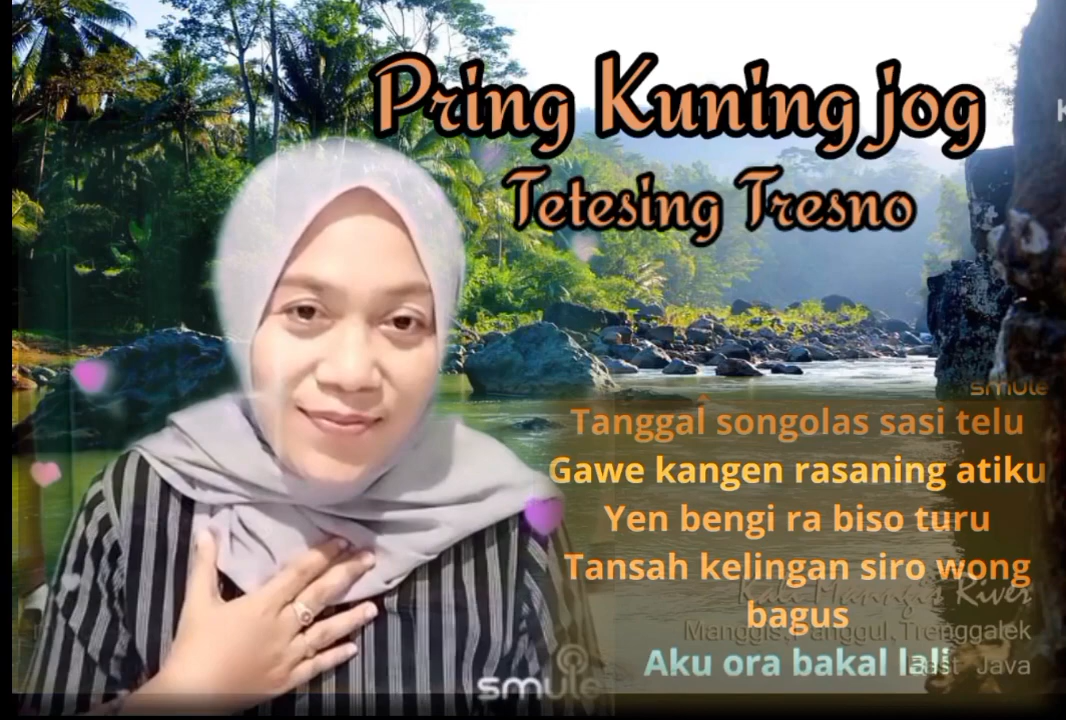 Pring Kuning jog
Tetesing Tresno
K
smule
Tanggal songolas sasi telu
Gawe kangen rasaning atiku
Yen bengi ra biso turu
Tansah kelingan siro wong
bagus
Kali Manngis River
Manggis.Panggul.Trenggalek
Aku ora bakal lali
East Java
smule